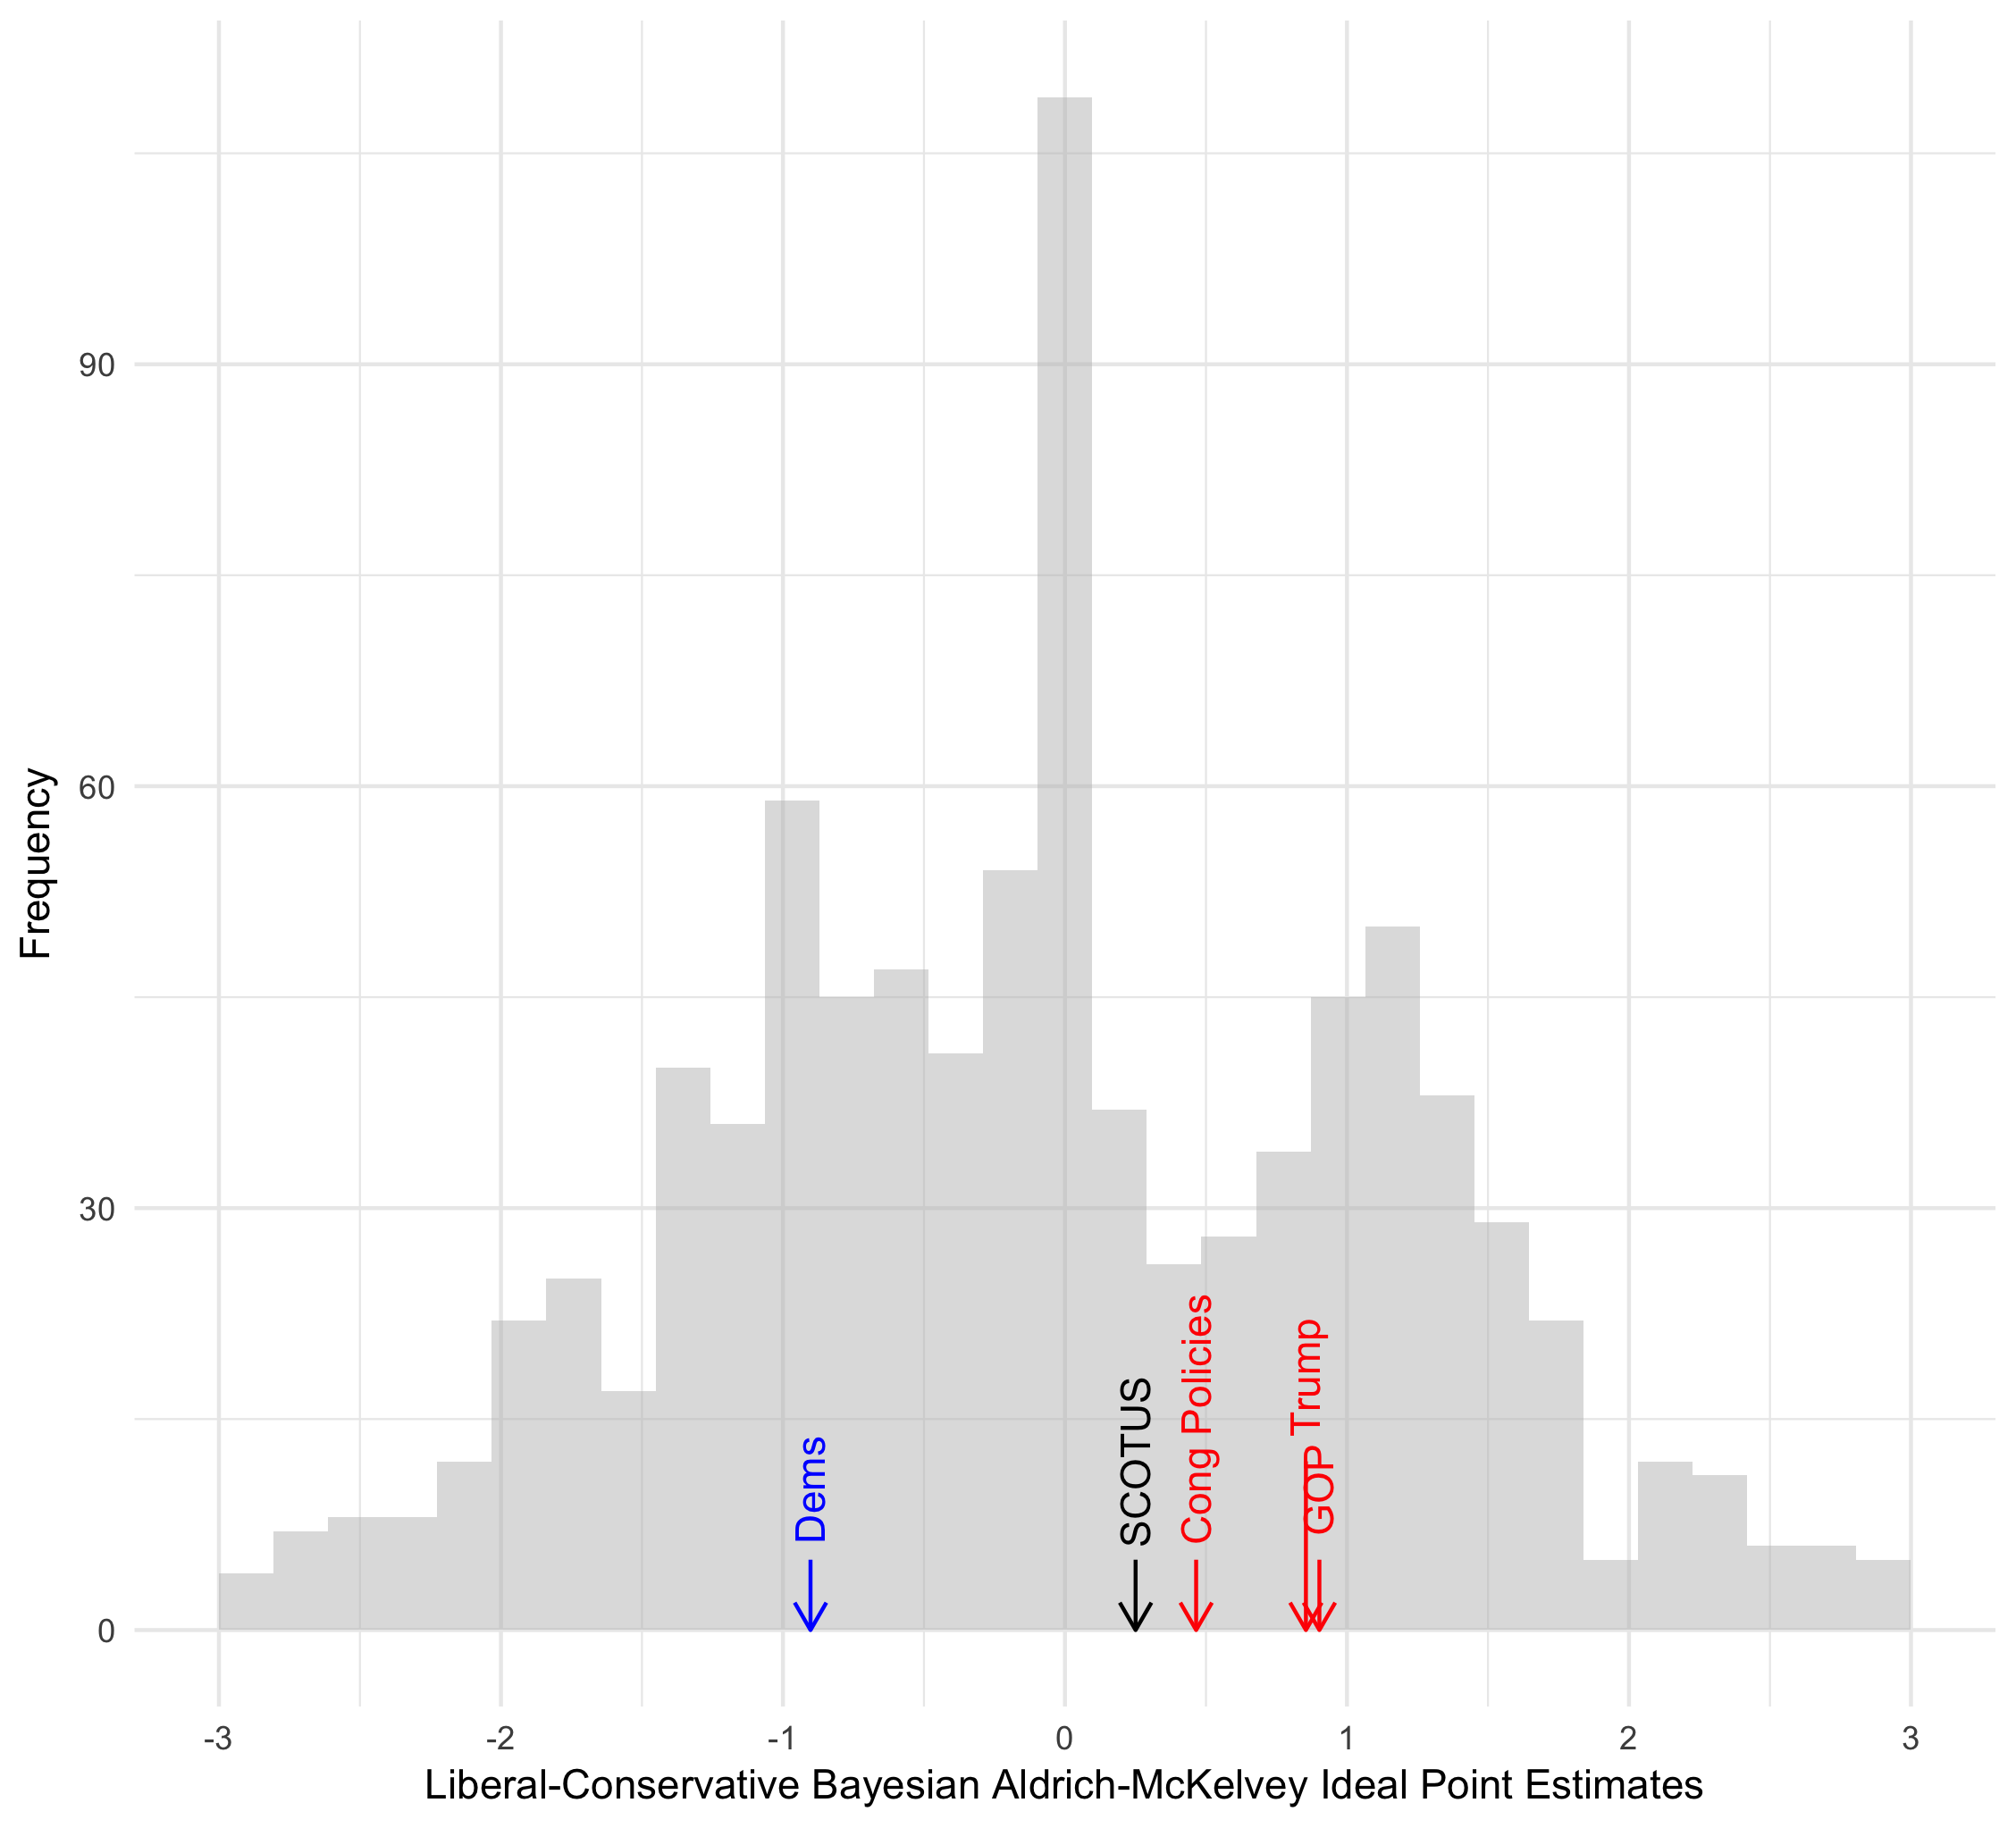 Frequency
90
60
30
0
Dems
SCOTUS
Cong Policies
Trump
GOP
-3
-2
-1
0
1
2
3
Liberal-Conservative Bayesian Aldrich-McKelvey Ideal Point Estimates